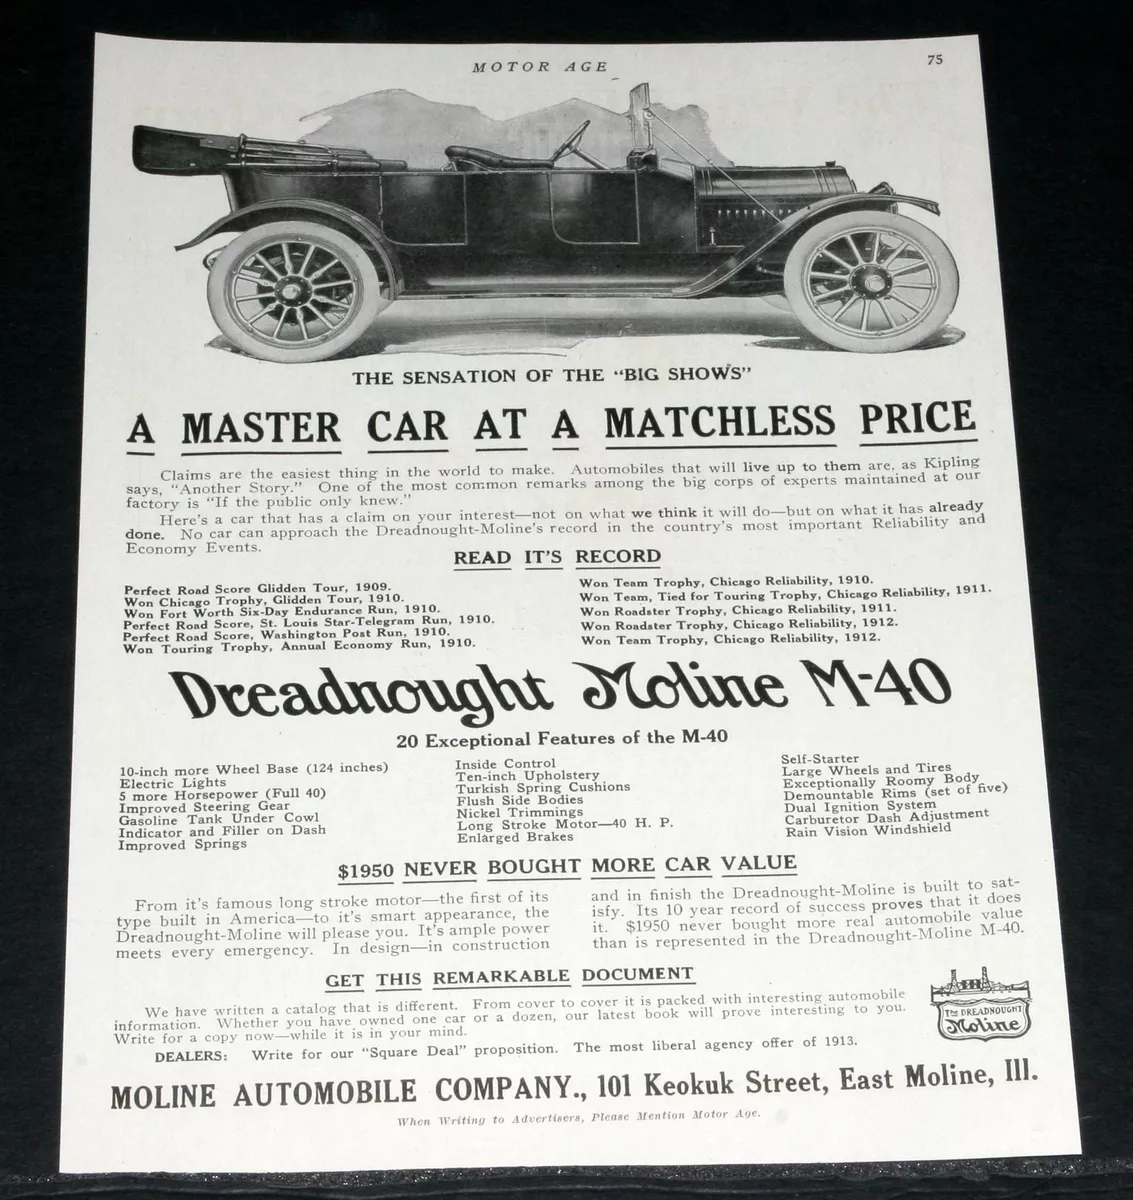 MOTOR AGE
75
THE SENSATION OF THE "BIG SHOWS"
A MASTER CAR AT A MATCHLESS PRICE
Claims are the easiest thing in the world to make. Automobiles that will live up to them are, as Kipling
says, "Another Story." One of the most common remarks among the big corps of experts maintained at our
factory is "If the public only knew."
Here's a car that has a claim on your interest—not on what we think it will do—but on what it has already
done. No car can approach the Dreadnought-Moline's record in the country's most important Reliability and
Economy Events.
READ IT'S RECORD
Perfect Road Score Glidden Tour, 1909.
Won Chicago Trophy, Glidden Tour, 1910.
Won Fort Worth Six-Day Endurance Run, 1910.
Perfect Road Score, St. Louis Star-Telegram Run, 1910.
Perfect Road Score, Washington Post Run, 1910.
Won Touring Trophy, Annual Economy Run, 1910.
Won Team Trophy, Chicago Reliability, 1910.
Won Team, Tied for Touring Trophy, Chicago Reliability, 1911.
Won Roadster Trophy, Chicago Reliability, 1911.
Won Roadster Trophy, Chicago Reliability, 1912.
Won Team Trophy, Chicago Reliability, 1912.
Dreadnought Moline M-40
20 Exceptional Features of the M-40
10-inch more Wheel Base (124 inches)
Electric Lights
5 more Horsepower (Full 40)
Improved Steering Gear
Gasoline Tank Under Cowl
Indicator and Filler on Dash
Improved Springs
Inside Control
Ten-inch Upholstery
Turkish Spring Cushions
Flush Side Bodies
Nickel Trimmings
Long Stroke Motor—40 H. P.
Enlarged Brakes
Self-Starter
Large Wheels and Tires
Exceptionally Roomy Body
Demountable Rims (set of five)
Dual Ignition System
Carburetor Dash Adjustment
Rain Vision Windshield
$1950 NEVER BOUGHT MORE CAR VALUE
From it's famous long stroke motor—the first of its
type built in America—to it's smart appearance, the
Dreadnought-Moline will please you. It's ample power
meets every emergency. In design—in construction
and in finish the Dreadnought-Moline is built to sat-
isfy. Its 10 year record of success proves that it does
it. $1950 never bought more real automobile value
than is represented in the Dreadnought-Moline M-40.
GET THIS REMARKABLE DOCUMENT
We have written a catalog that is different. From cover to cover it is packed with interesting automobile
information. Whether you have owned one car or a dozen, our latest book will prove interesting to you.
Write for a copy now—while it is in your mind.
DEALERS: Write for our "Square Deal" proposition. The most liberal agency offer of 1913.
The DREADNOUGHT
Moline
MOLINE AUTOMOBILE COMPANY., 101 Keokuk Street, East Moline, Ill.
When Writing to Advertisers, Please Mention Motor Age.